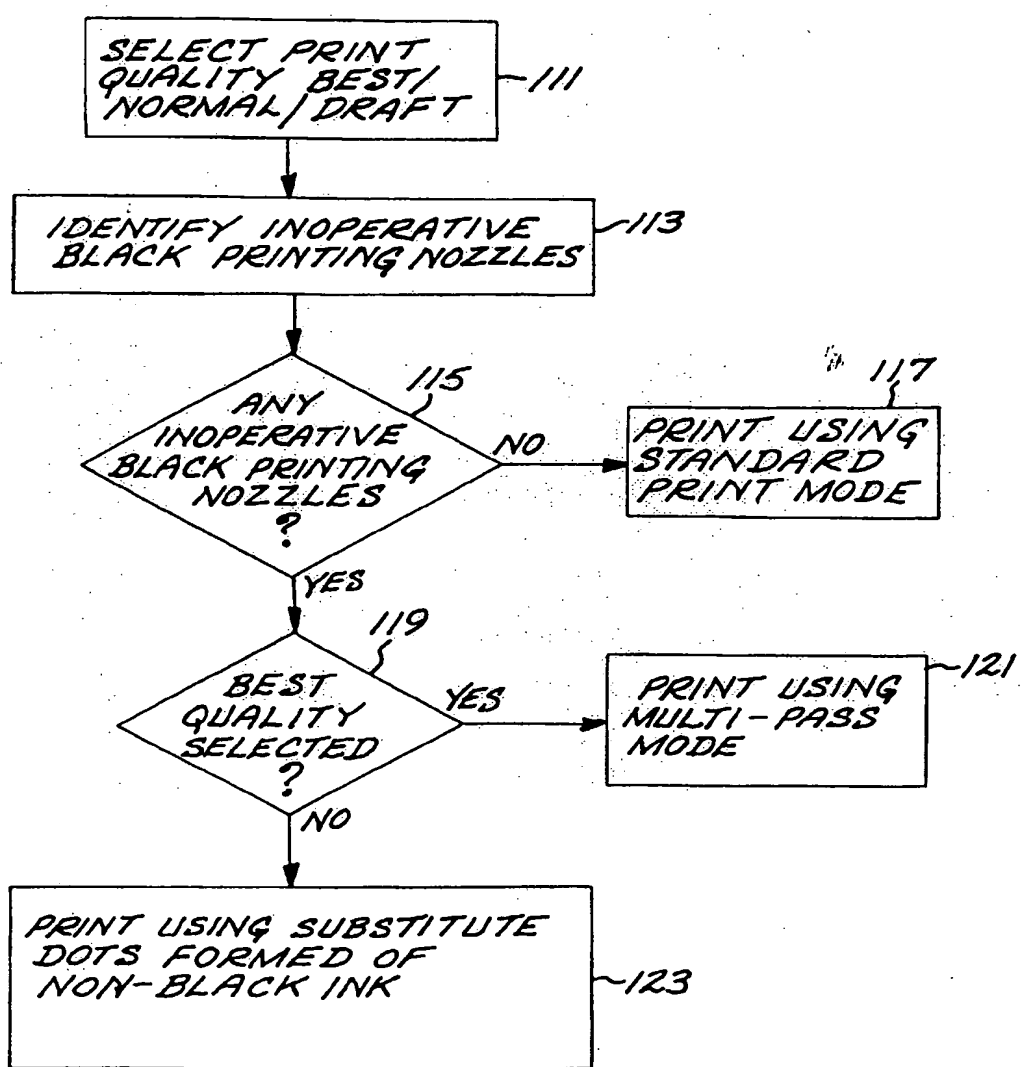 SELECT PRINT
QUALITY BEST/
NORMAL/DRAFT
111
IDENTIFY INOPERATIVE
BLACK PRINTING NOZZLES
113
115
ANY
INOPERATIVE
BLACK PRINTING
NOZZLES
?
NO
117
PRINT USING
STANDARD
PRINT MODE
YES
119
BEST
QUALITY
SELECTED
?
YES
121
PRINT USING
MULTI-PASS
MODE
NO
PRINT USING SUBSTITUTE
DOTS FORMED OF
NON-BLACK INK
123